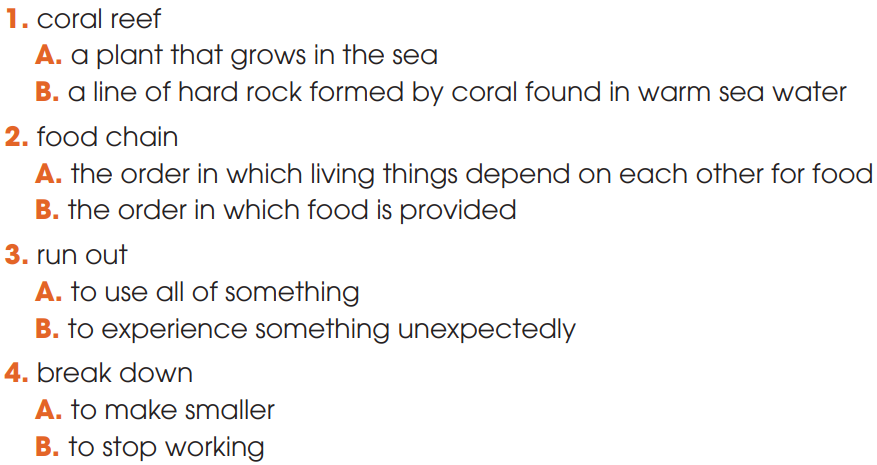 1. coral reef
A. a plant that grows in the sea
B. a line of hard rock formed by coral found in warm sea water
2. food chain
A. the order in which living things depend on each other for food
B. the order in which food is provided
3. run out
A. to use all of something
B. to experience something unexpectedly
4. break down
A. to make smaller
B. to stop working